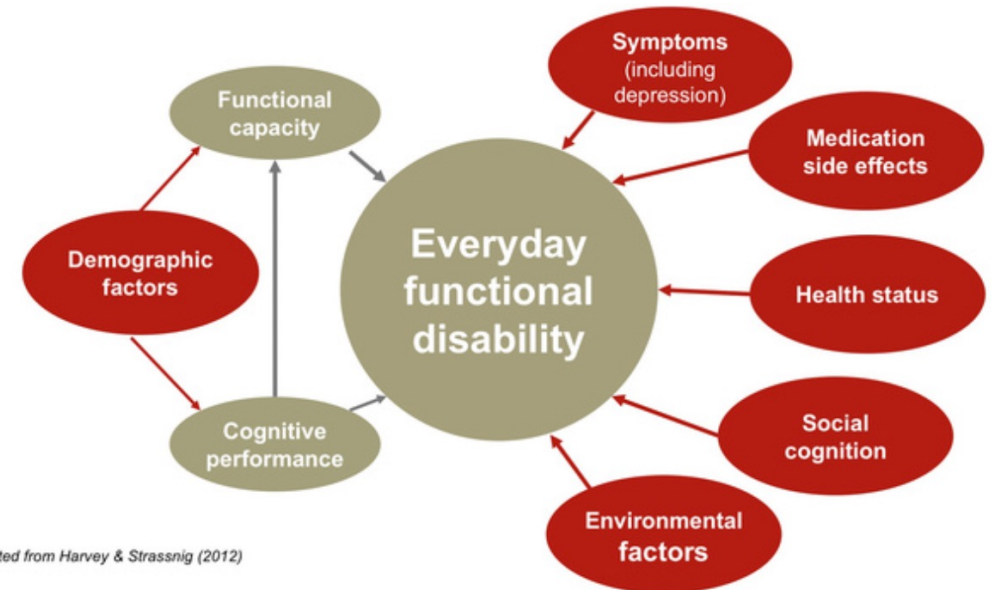 Symptoms
(including
depression)
Functional
capacity
Medication
side effects
Everyday
functional
disability
Demographic
factors
Health status
Cognitive
performance
Social
cognition
Environmental
factors
from Harvey & Strassnig (2012)